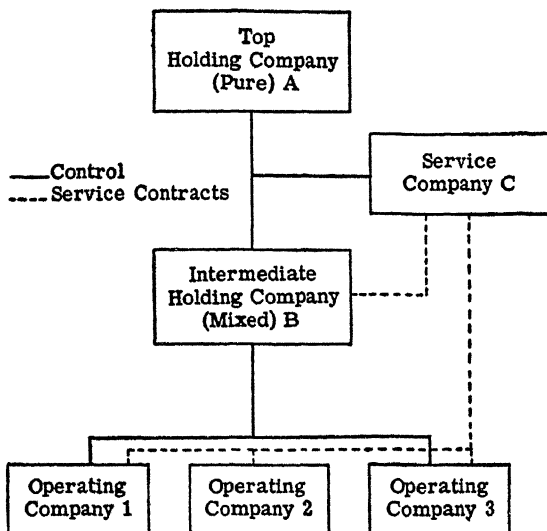 Top
Holding Company
(Pure) A
Control
Service Contracts
Service
Company C
Intermediate
Holding Company
(Mixed) B
Operating
Company 1
Operating
Company 2
Operating
Company 3